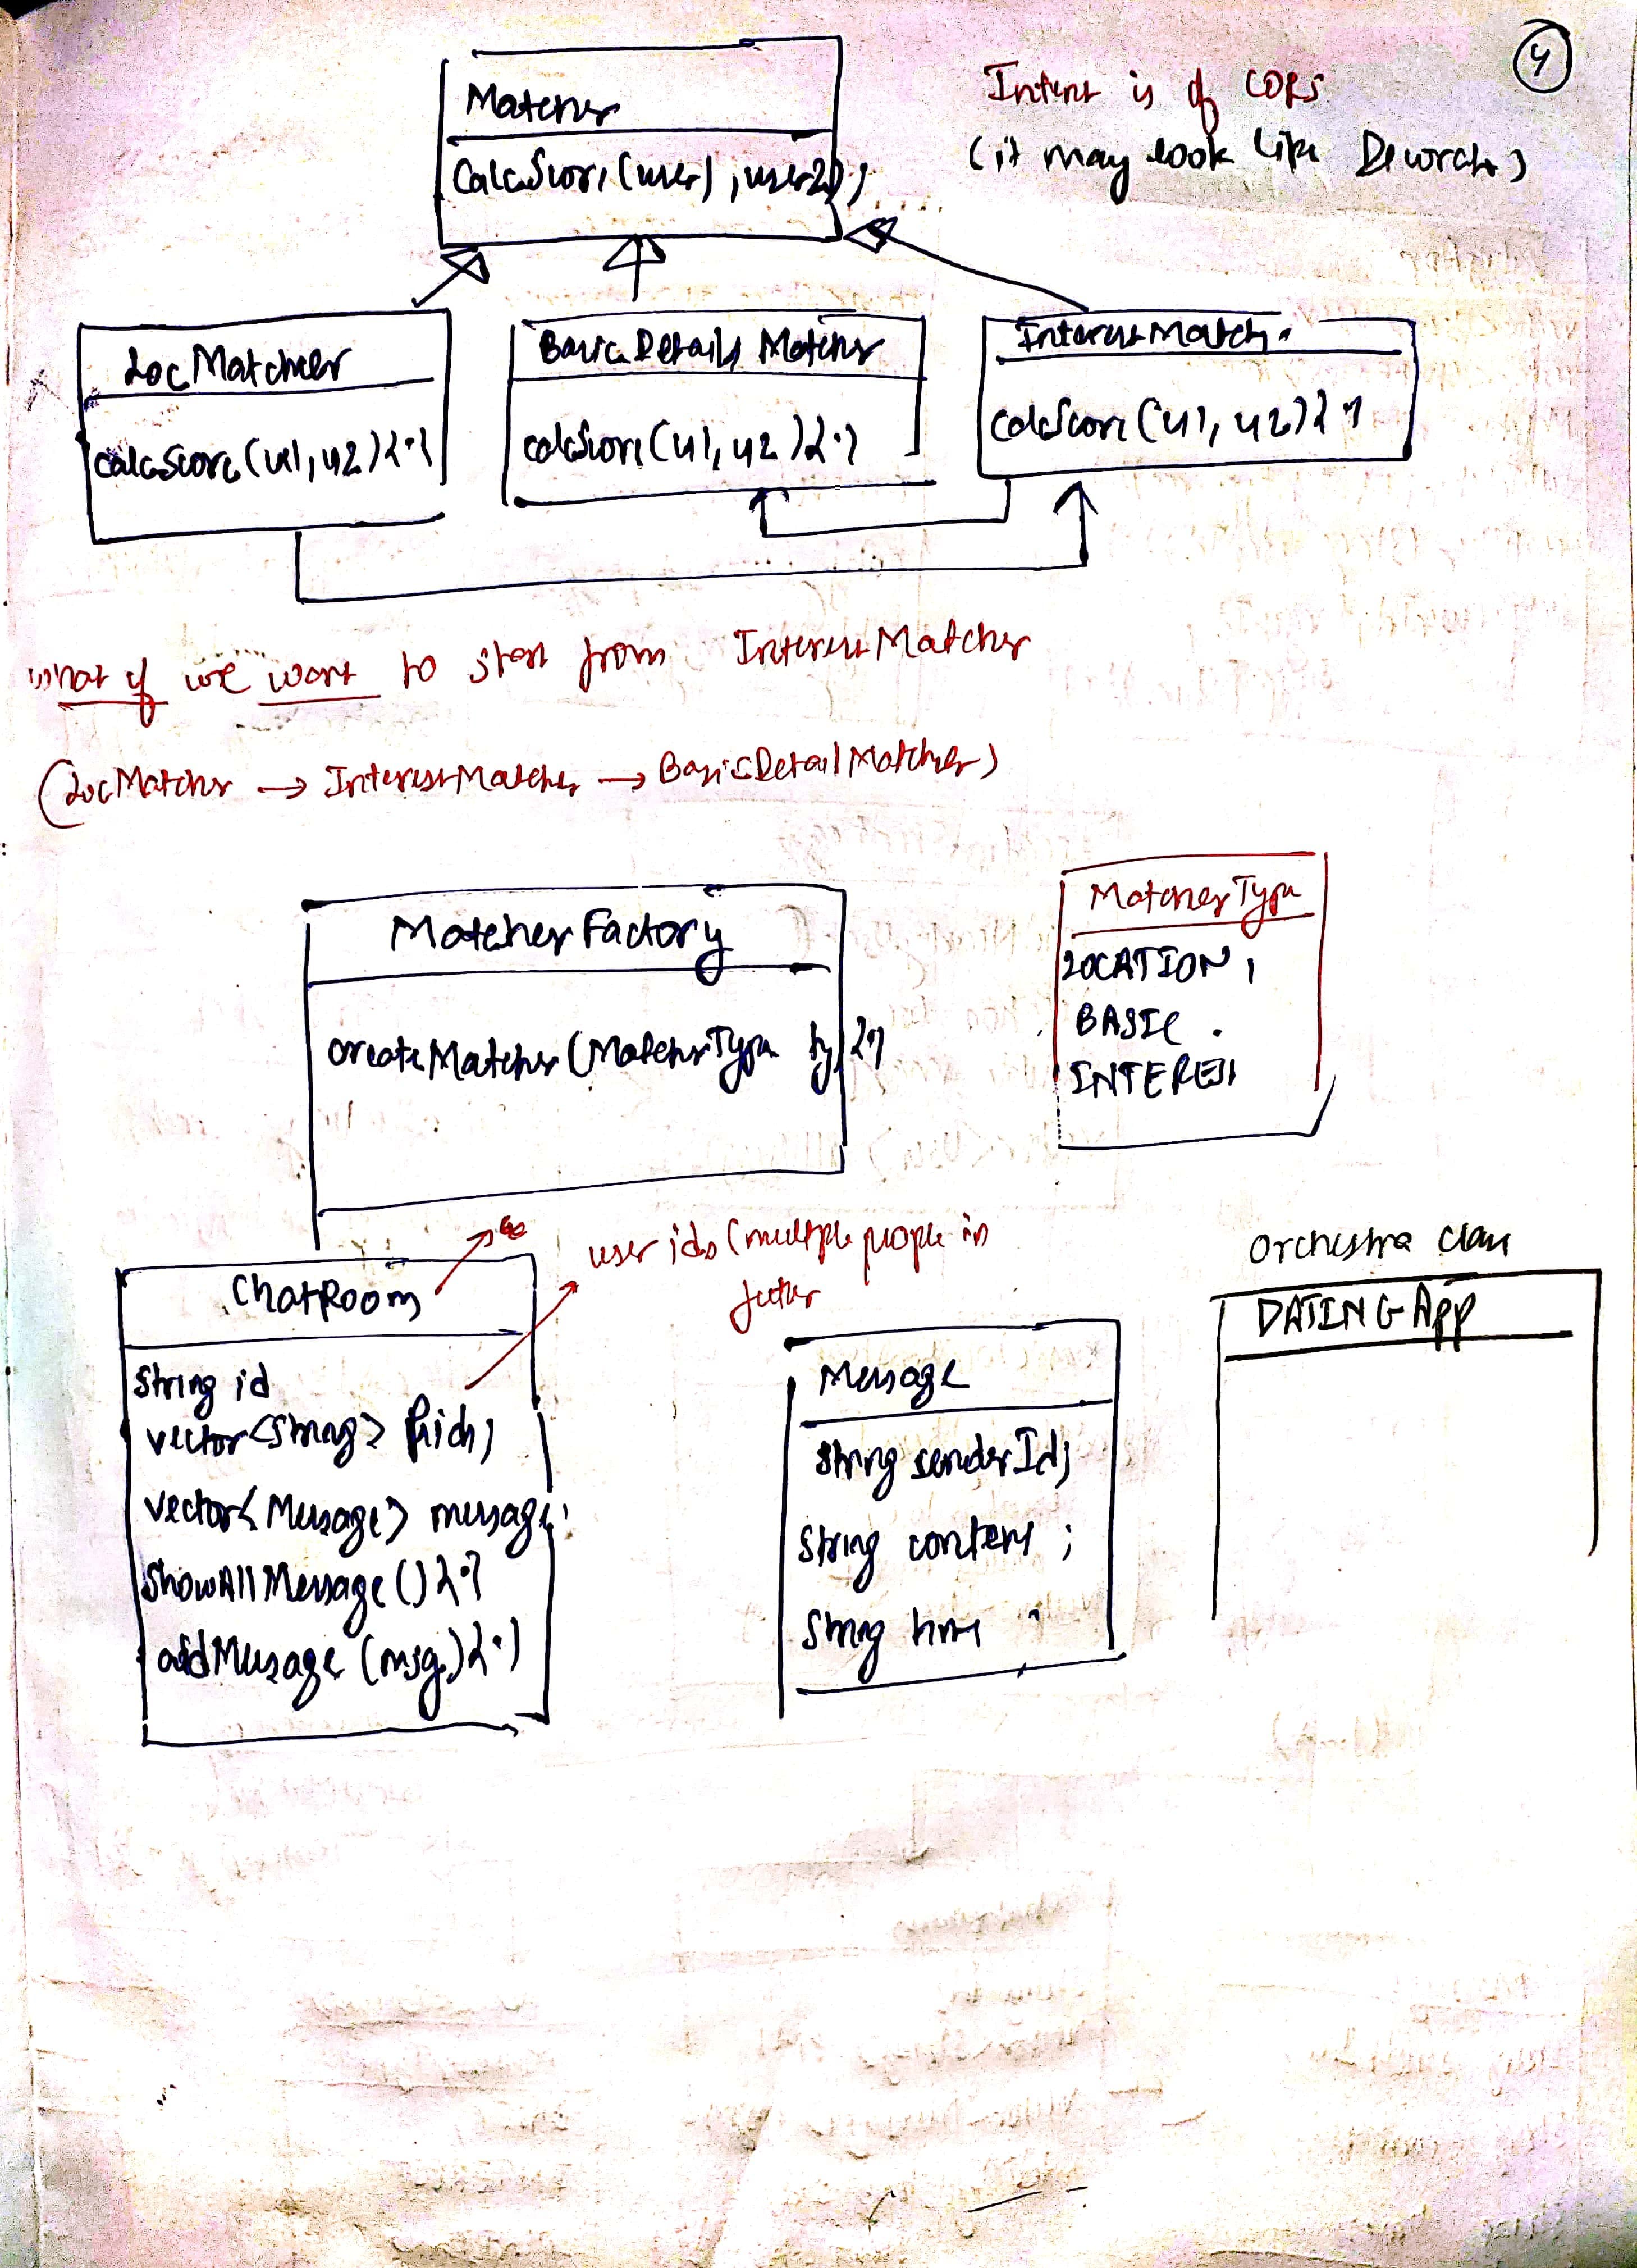 4
Matcher
CalcScore(user1, user2);
Intent is of CORS
(it may look like Decorator)
LocMatcher
calcScore(u1, u2){·}
BasicDetails Matcher
calcScore(u1, u2){·}
InterestMatch.
calcScore(u1, u2){·}
what if we want to start from InterestMatcher
(LocMatcher → InterestMatcher → BasicDetailMatcher)
MatcherFactory
createMatcher(MatcherType ty){·}
MatcherType
LOCATION,
BASIC.
INTEREST
user ids (multiple people in
future
ChatRoom
String id
vector<String>
vector<Message> message;
ShowAllMessage(){·}
addMessage(msg){·}
Message
String senderId;
String content;
String time;
Orchestra class
DATING App